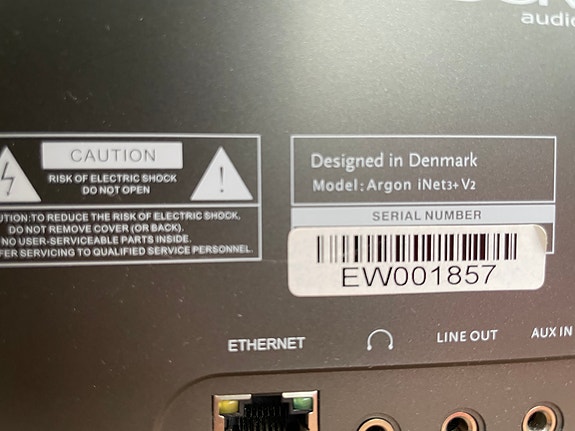 audio
CAUTION
RISK OF ELECTRIC SHOCK
DO NOT OPEN
TO REDUCE THE RISK OF ELECTRIC SHOCK,
DO NOT REMOVE COVER (OR BACK).
NO USER-SERVICEABLE PARTS INSIDE.
SERVICING TO QUALIFIED SERVICE PERSONNEL.
Designed in Denmark
Model: Argon iNet3+ V2
SERIAL NUMBER
EW001857
ETHERNET
LINE OUT
AUX IN